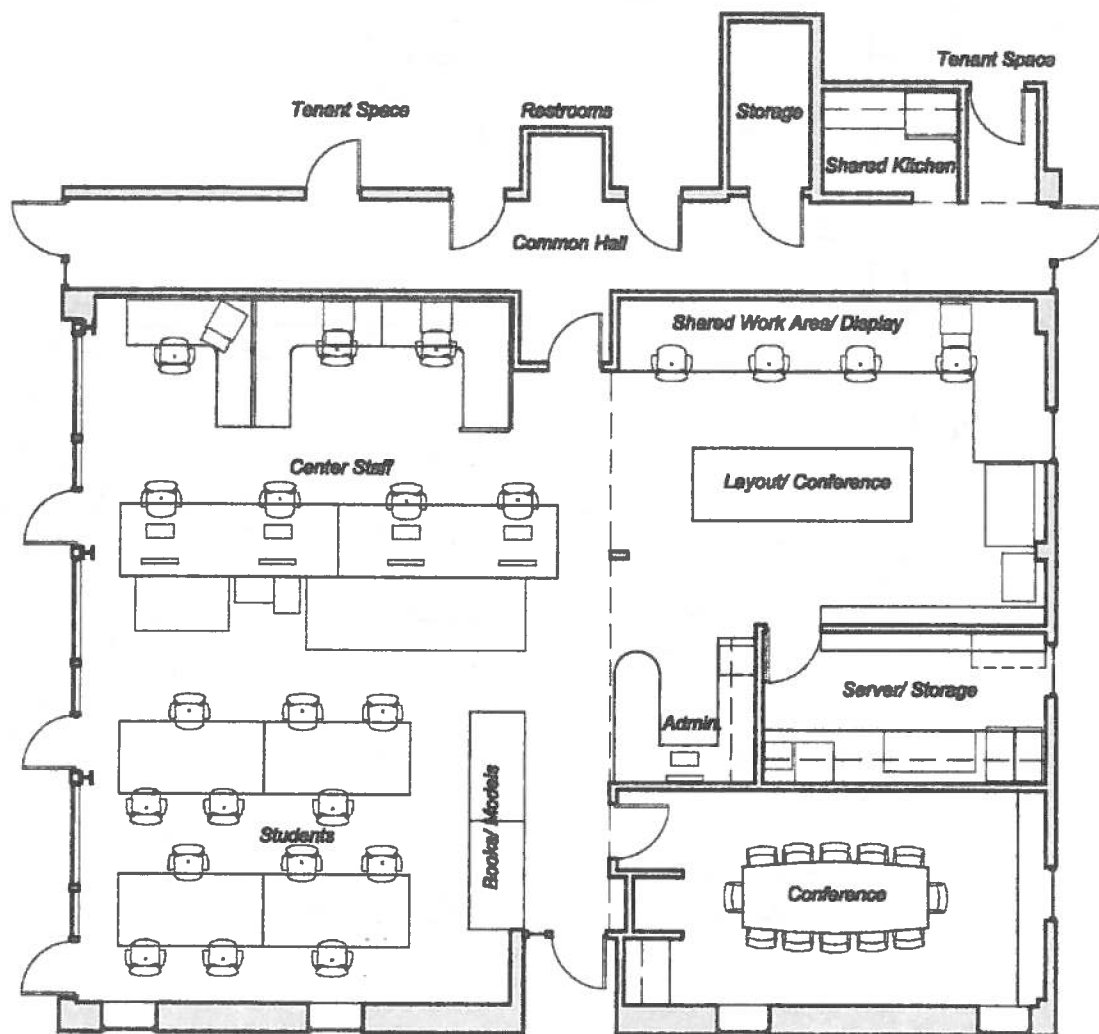 Tenant Space
Tenant Space
Restrooms
Storage
Shared Kitchen
Common Hall
Shared Work Area/ Display
Center Staff
Layout/ Conference
Server/ Storage
Admin.
Books/ Models
Students
Conference